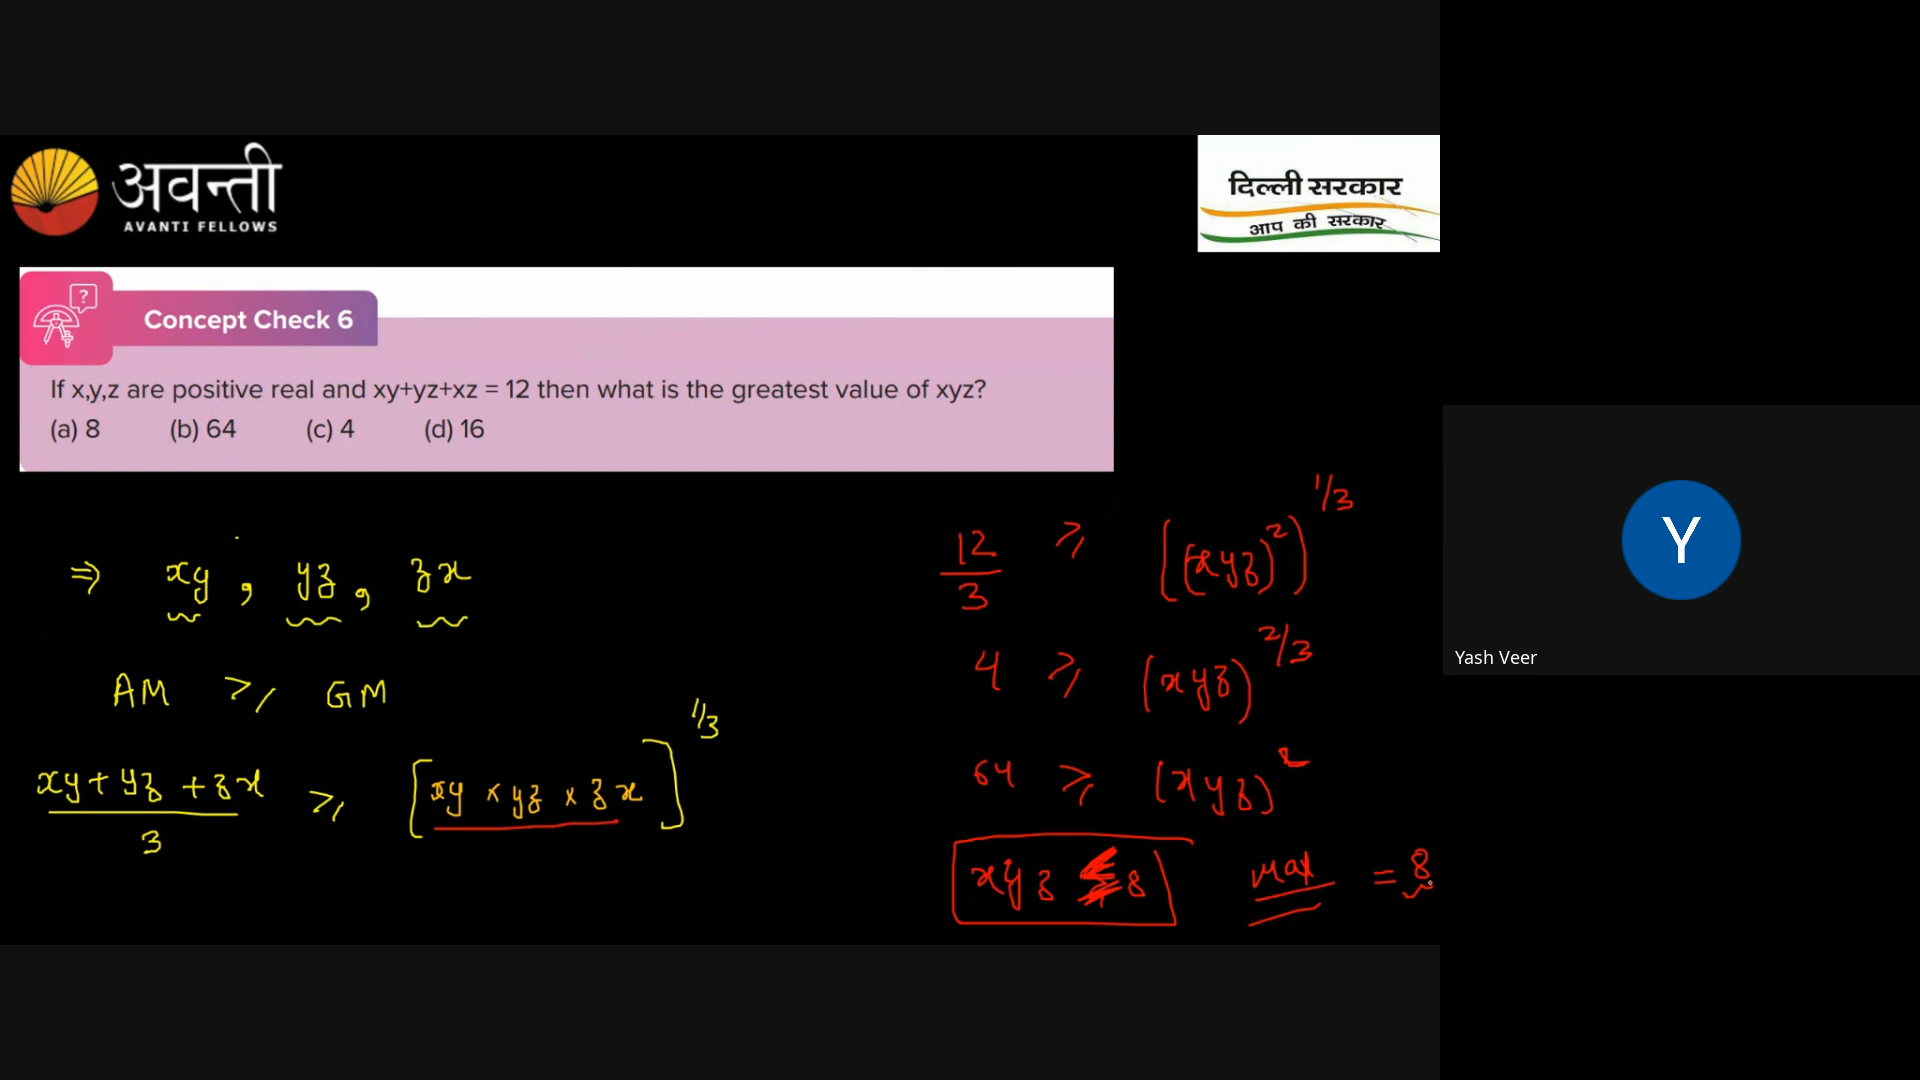 अवन्ती
AVANTI FELLOWS
दिल्ली सरकार
आप की सरकार
?
Concept Check 6
If x,y,z are positive real and xy+yz+xz = 12 then what is the greatest value of xyz?
(a) 8 (b) 64 (c) 4 (d) 16
⇒ xy , yz , zx
AM ≥ GM
(xy + yz + zx)/3 ≥ [xy × yz × zx]^1/3
12/3 ≥ [(xyz)^2]^1/3
4 ≥ (xyz)^2/3
64 ≥ (xyz)^2
xyz ≤ 8 max = 8
Y
Yash Veer